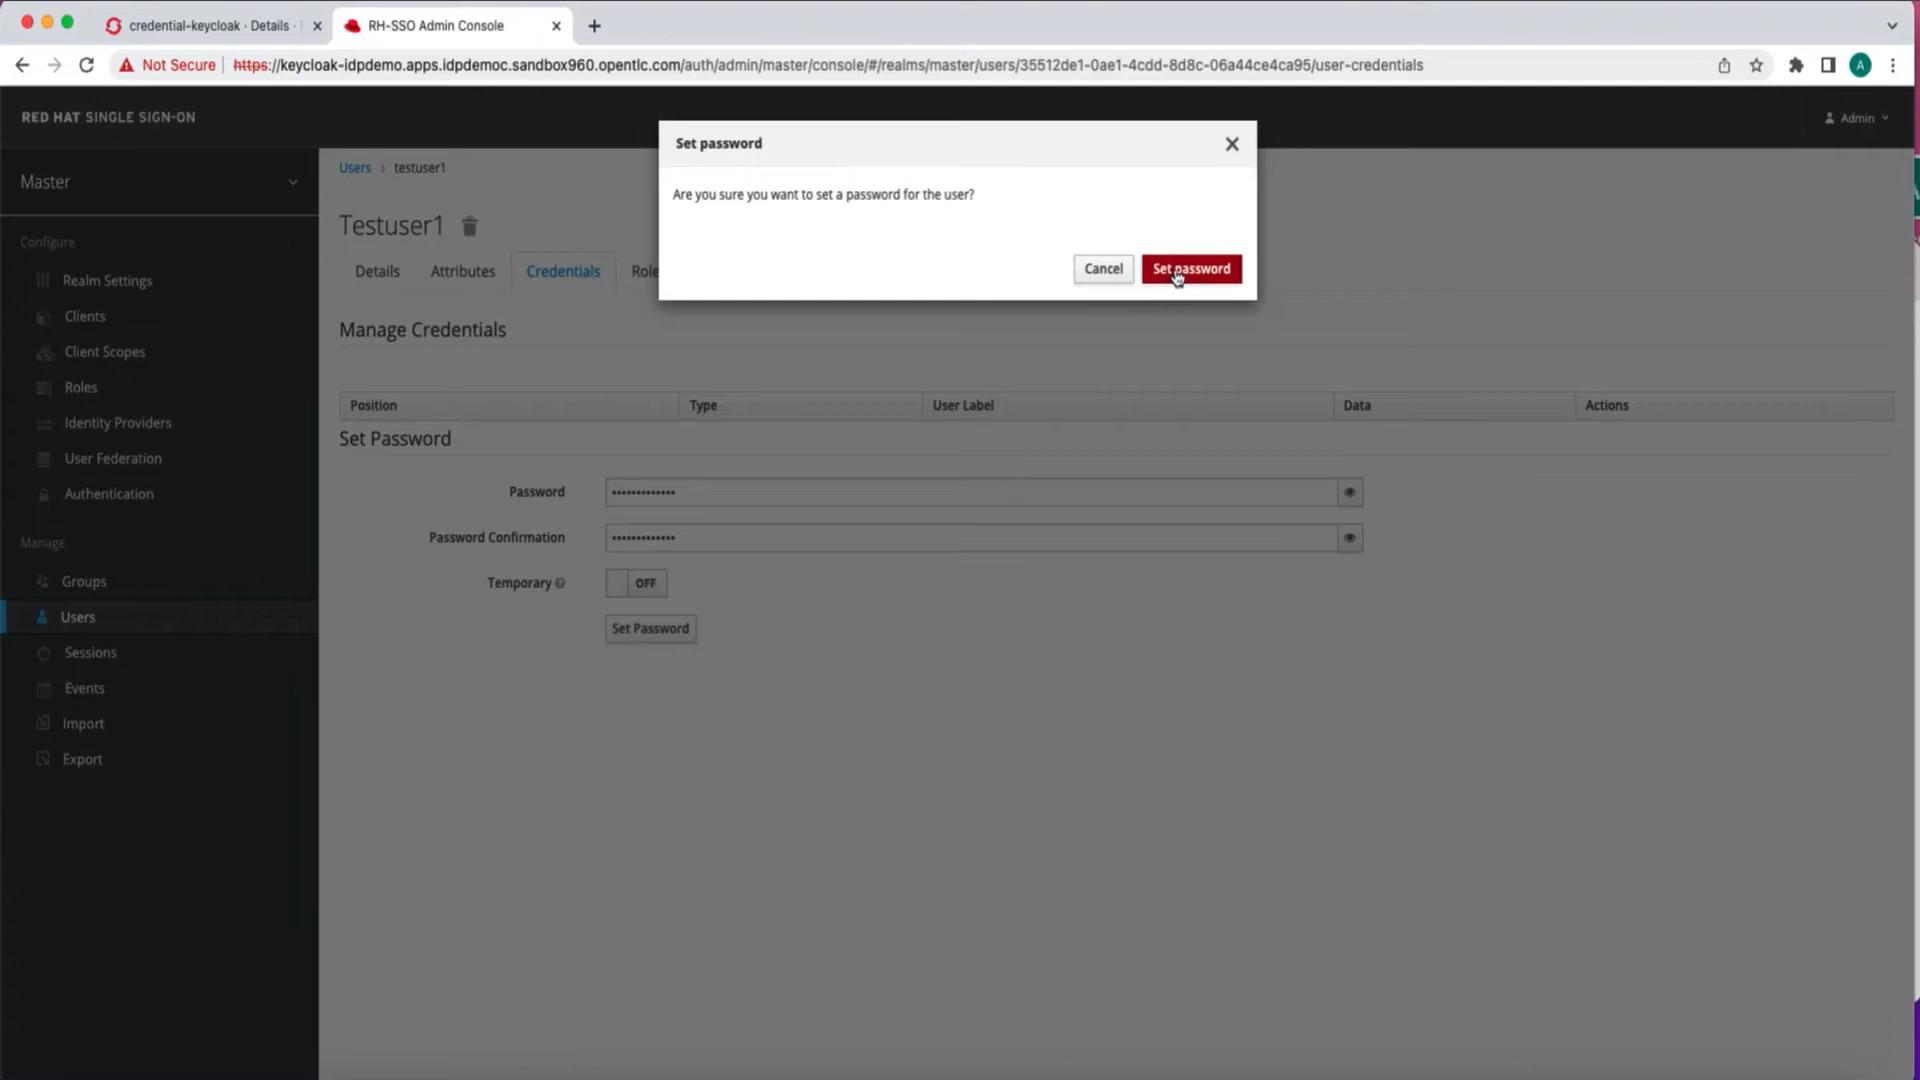 credential-keycloak · Details ·
RH-SSO Admin Console
Not Secure
https://keycloak-idpdemo.apps.idpdemoc.sandbox960.opentlc.com/auth/admin/master/console/#/realms/master/users/35512de1-0ae1-4cdd-8d8c-06a44ce4ca95/user-credentials
A
RED HAT SINGLE SIGN-ON
Admin
Master
Configure
Realm Settings
Clients
Client Scopes
Roles
Identity Providers
User Federation
Authentication
Manage
Groups
Users
Sessions
Events
Import
Export
Users › testuser1
Testuser1
Details Attributes Credentials Role
Set password
Are you sure you want to set a password for the user?
Cancel Set password
Manage Credentials
Position Type User Label Data Actions
Set Password
Password •••••••••••••
Password Confirmation •••••••••••••
Temporary OFF
Set Password